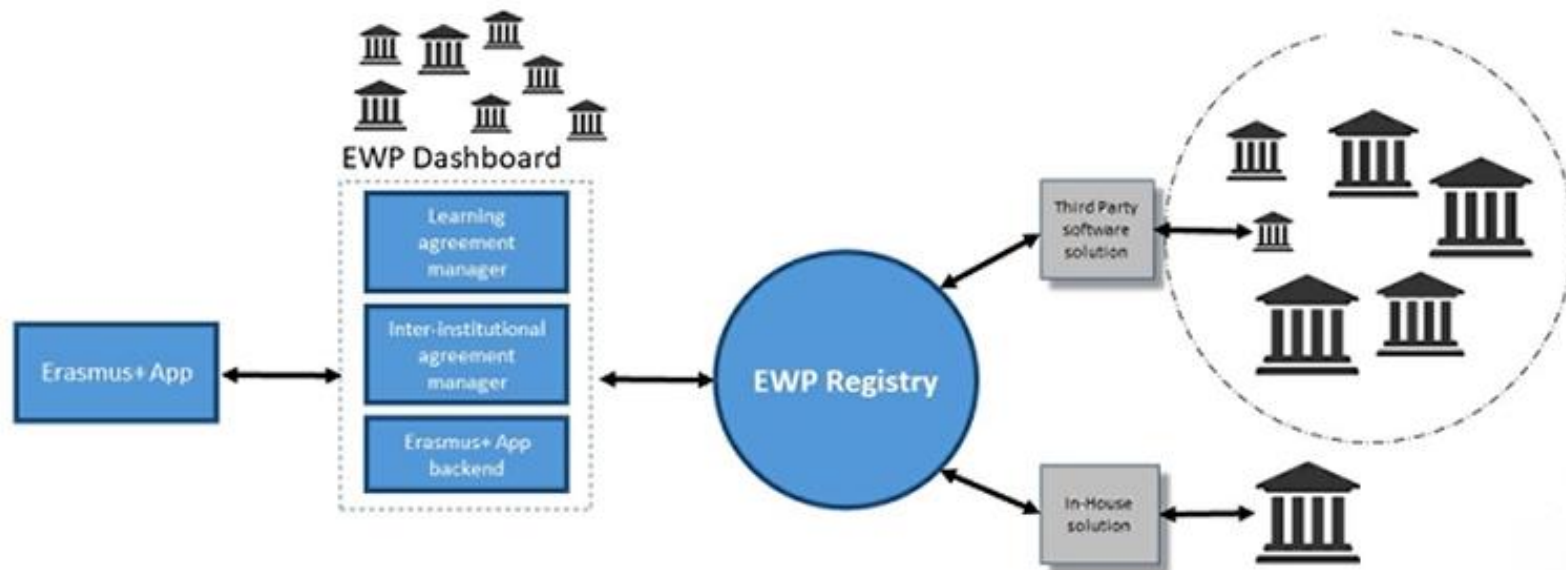 EWP Dashboard
Learning
agreement
manager
Inter-institutional
agreement
manager
Erasmus+ App
backend
Erasmus+ App
EWP Registry
Third Party
software
solution
In-House
solution